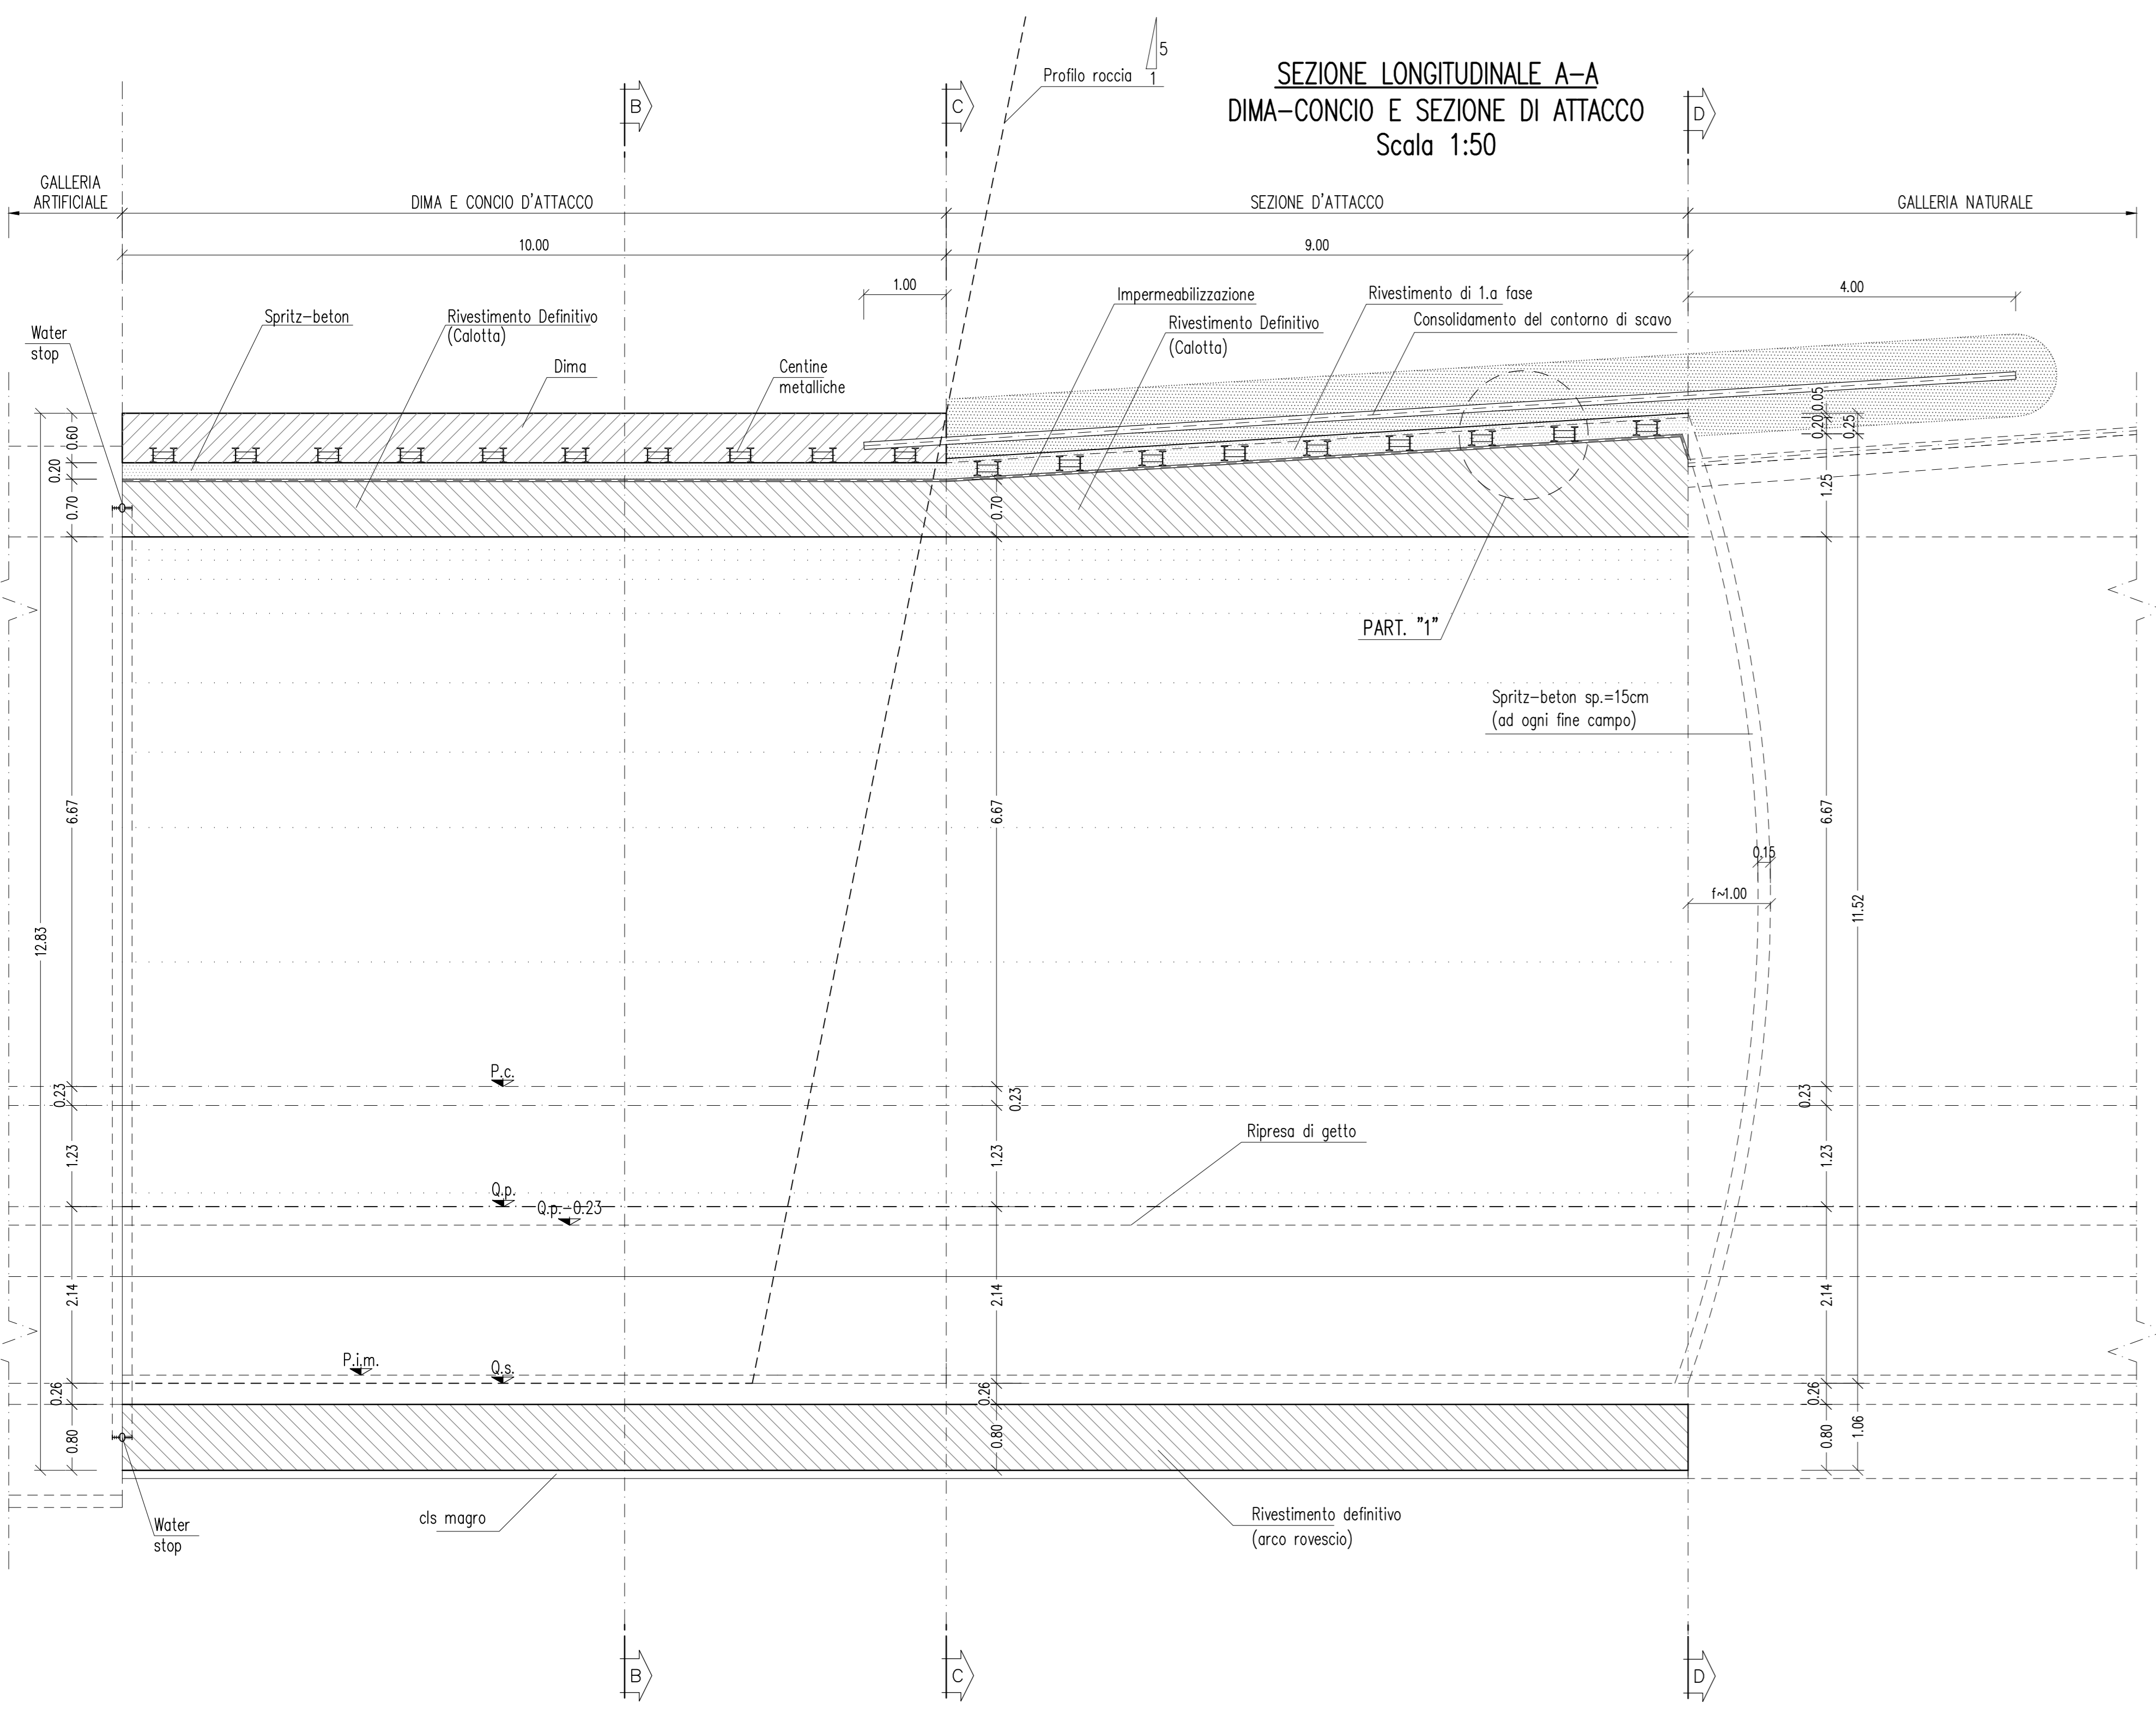 5
Profilo roccia 1
SEZIONE LONGITUDINALE A-A
DIMA-CONCIO E SEZIONE DI ATTACCO
Scala 1:50
B
C
D
GALLERIA
ARTIFICIALE
DIMA E CONCIO D'ATTACCO
SEZIONE D'ATTACCO
GALLERIA NATURALE
10.00
9.00
1.00
4.00
Water
stop
Spritz-beton
Rivestimento Definitivo
(Calotta)
Dima
Centine
metalliche
Impermeabilizzazione
Rivestimento Definitivo
(Calotta)
Rivestimento di 1.a fase
Consolidamento del contorno di scavo
0.60
0.20
0.70
0.70
0.05
0.20
0.25
1.25
PART. "1"
Spritz-beton sp.=15cm
(ad ogni fine campo)
6.67
6.67
6.67
0.15
f~1.00
12.83
11.52
P.c.
0.23
0.23
0.23
Ripresa di getto
1.23
1.23
1.23
Q.p.
Q.p.-0.23
2.14
2.14
2.14
P.i.m.
Q.s.
0.26
0.26
0.26
0.80
0.80
0.80
1.06
Water
stop
cls magro
Rivestimento definitivo
(arco rovescio)
B
C
D